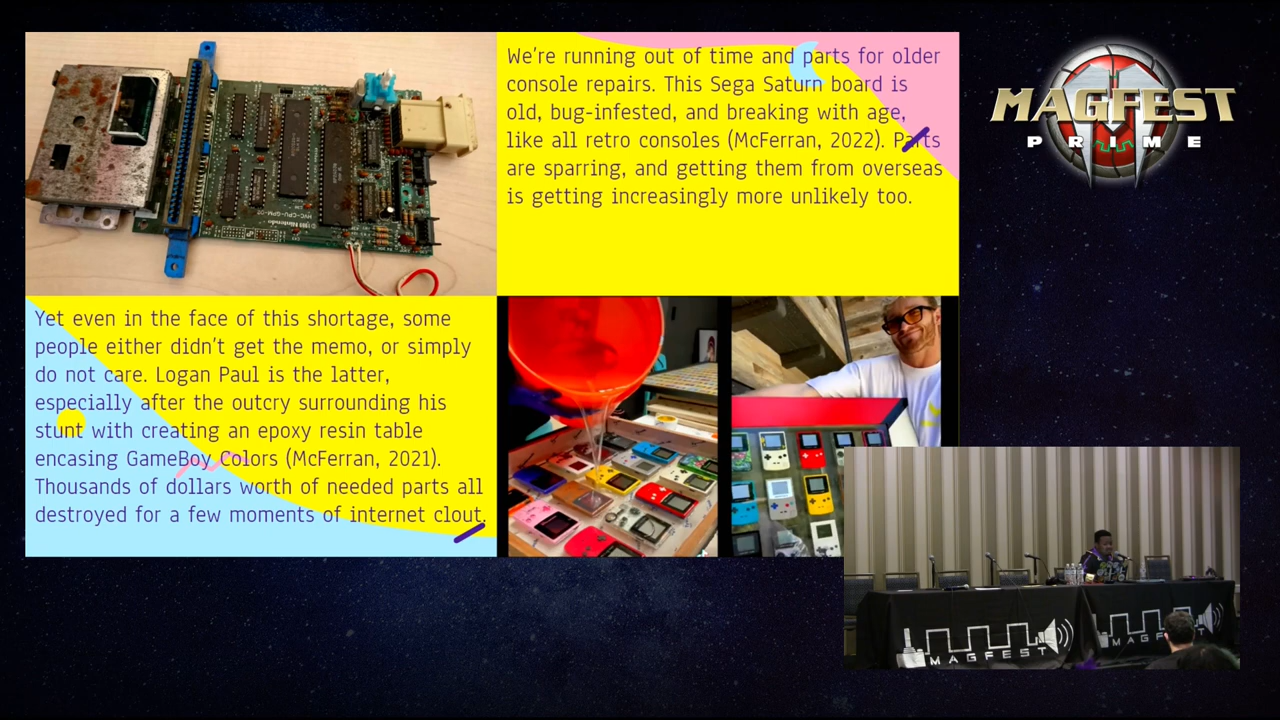 We're running out of time and parts for older
console repairs. This Sega Saturn board is
old, bug-infested, and breaking with age,
like all retro consoles (McFerran, 2022). Parts
are sparring, and getting them from overseas
is getting increasingly more unlikely too.
Yet even in the face of this shortage, some
people either didn't get the memo, or simply
do not care. Logan Paul is the latter,
especially after the outcry surrounding his
stunt with creating an epoxy resin table
encasing GameBoy Colors (McFerran, 2021).
Thousands of dollars worth of needed parts all
destroyed for a few moments of internet clout.
MAGFEST
PRIME
HVC-CPU-GPM-02
Nintendo
MAGFEST
MAGFEST